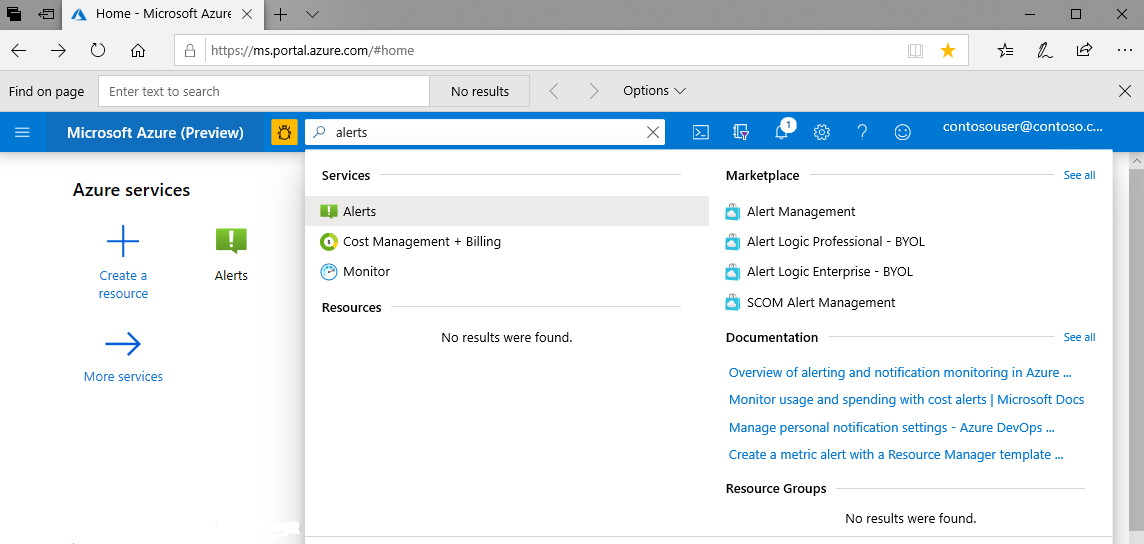 Home - Microsoft Azure
https://ms.portal.azure.com/#home
Find on page
Enter text to search
No results
Options
Microsoft Azure (Preview)
alerts
1
contosouser@contoso.c...
Azure services
Create a
resource
Alerts
More services
Services
Alerts
Cost Management + Billing
Monitor
Resources
No results were found.
Marketplace
See all
Alert Management
Alert Logic Professional - BYOL
Alert Logic Enterprise - BYOL
SCOM Alert Management
Documentation
See all
Overview of alerting and notification monitoring in Azure ...
Monitor usage and spending with cost alerts | Microsoft Docs
Manage personal notification settings - Azure DevOps ...
Create a metric alert with a Resource Manager template ...
Resource Groups
No results were found.